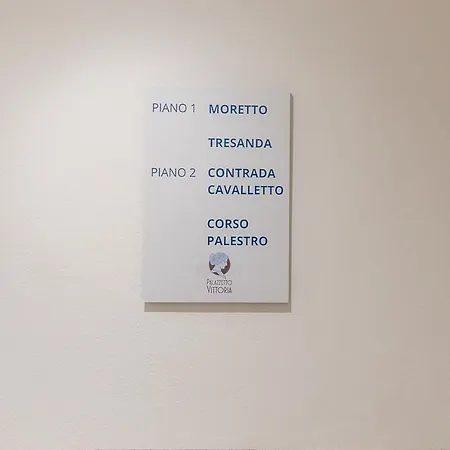 PIANO 1 MORETTO
TRESANDA
PIANO 2 CONTRADA
CAVALLETTO
CORSO
PALESTRO
PALAZZETTO
VITTORIA